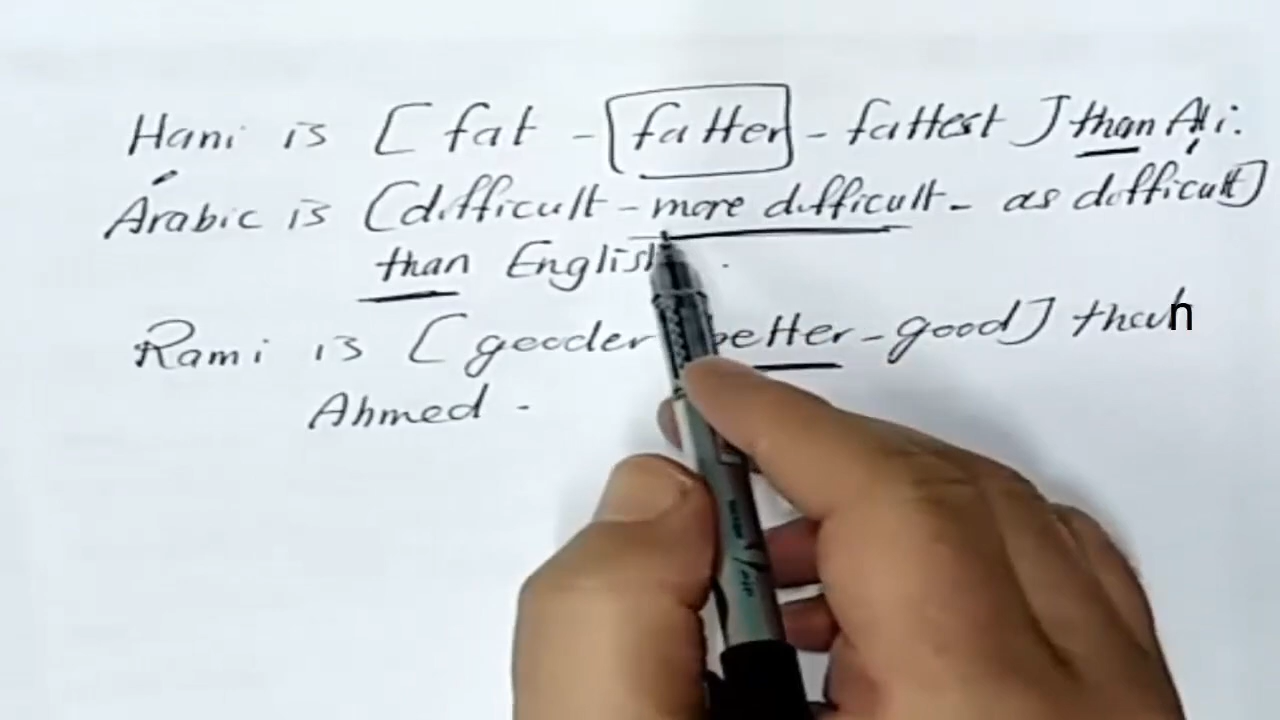 Hani is [ fat - fatter - fattest ] than Ali.
Arabic is (difficult - more difficult - as difficult]
than English.
Rami is [ gooder better - good ] than
Ahmed.